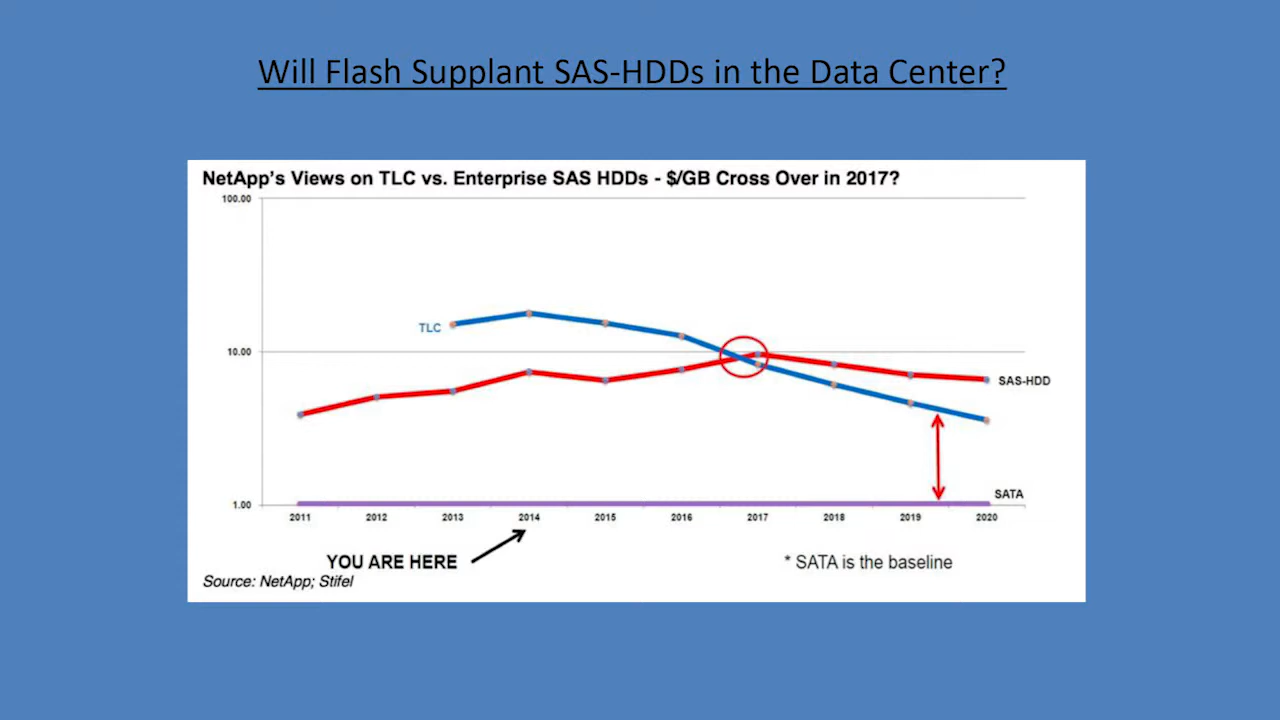 Will Flash Supplant SAS-HDDs in the Data Center?
NetApp's Views on TLC vs. Enterprise SAS HDDs - $/GB Cross Over in 2017?
100.00
TLC
10.00
SAS-HDD
SATA
1.00
2011 2012 2013 2014 2015 2016 2017 2018 2019 2020
YOU ARE HERE
* SATA is the baseline
Source: NetApp; Stifel